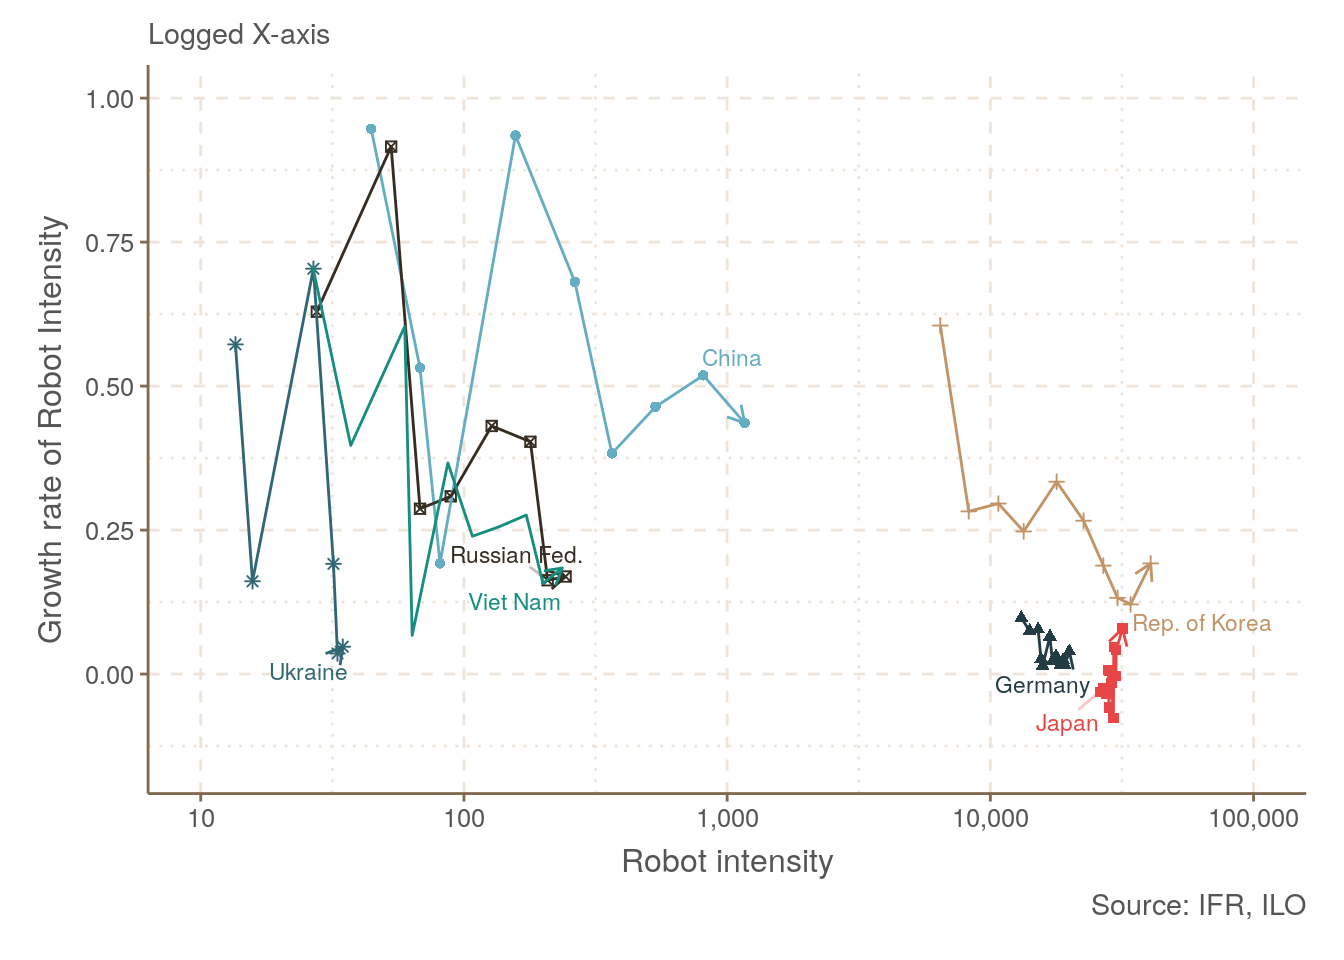 Logged X-axis
Growth rate of Robot Intensity
1.00
0.75
0.50
0.25
0.00
China
Russian Fed.
Viet Nam
Ukraine
Rep. of Korea
Germany
Japan
10
100
1,000
10,000
100,000
Robot intensity
Source: IFR, ILO